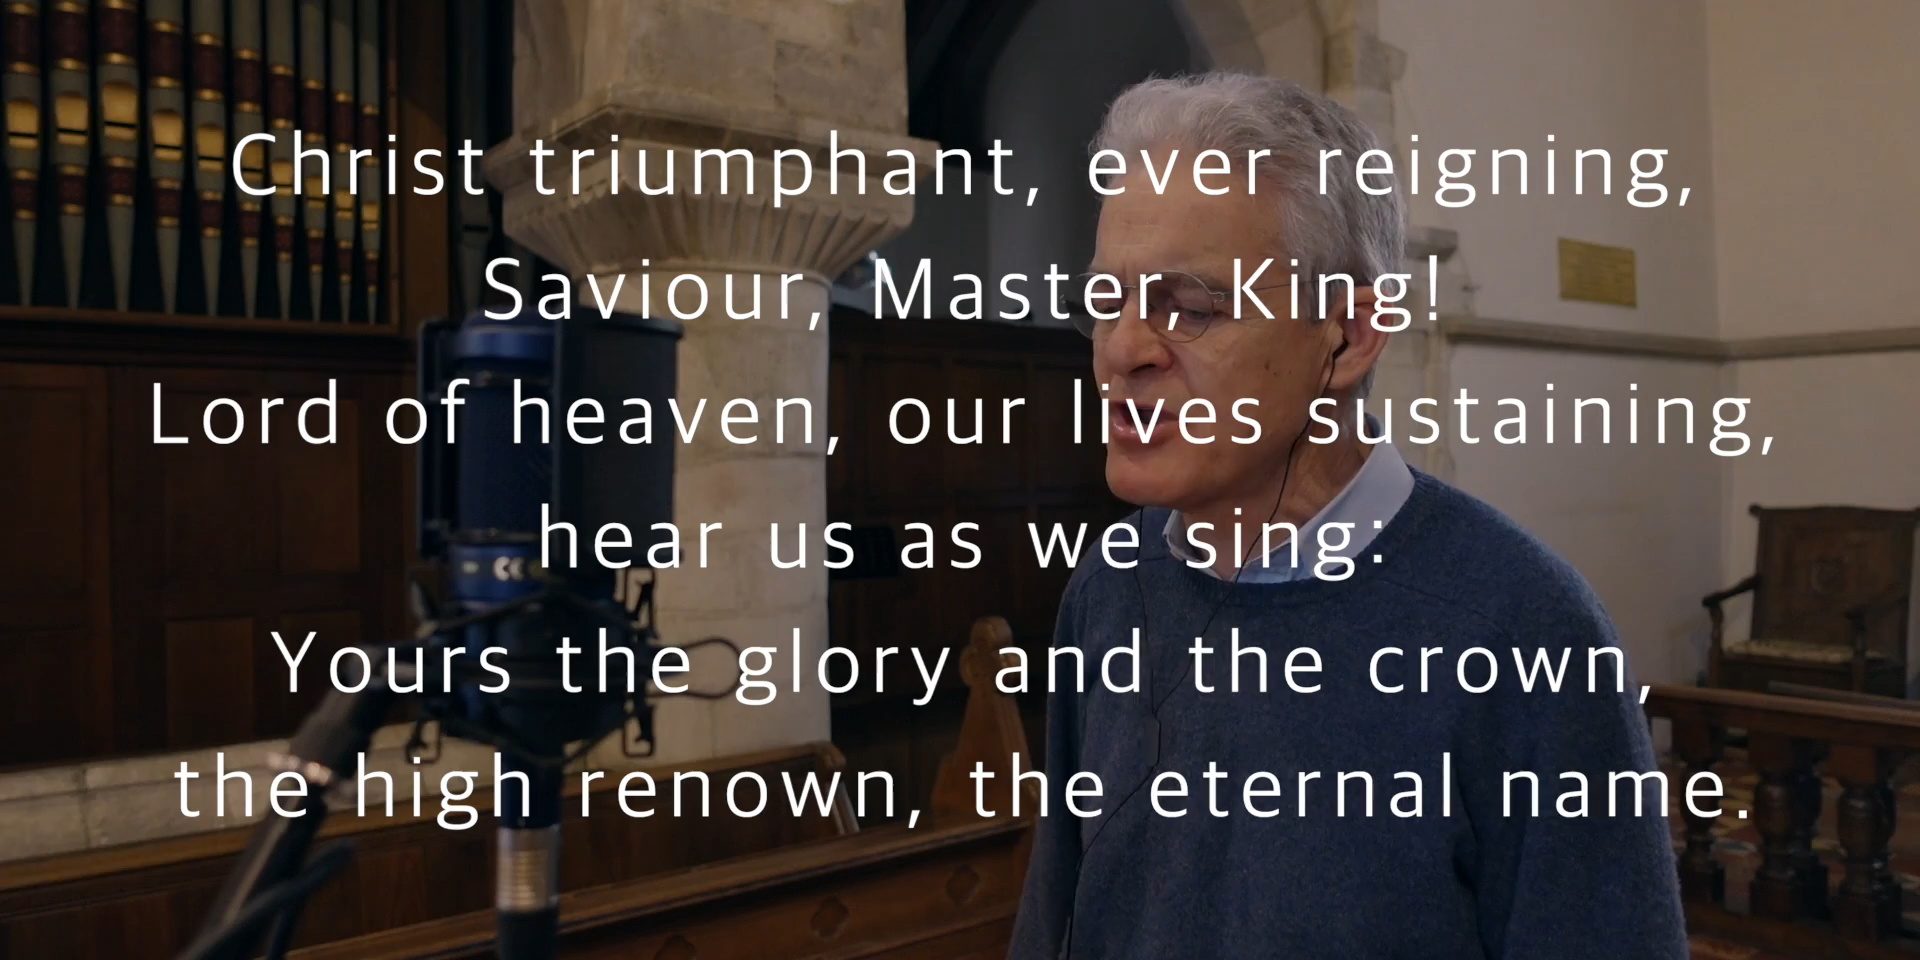 Christ triumphant, ever reigning,
Saviour, Master, King!
Lord of heaven, our lives sustaining,
hear us as we sing:
Yours the glory and the crown,
the high renown, the eternal name.